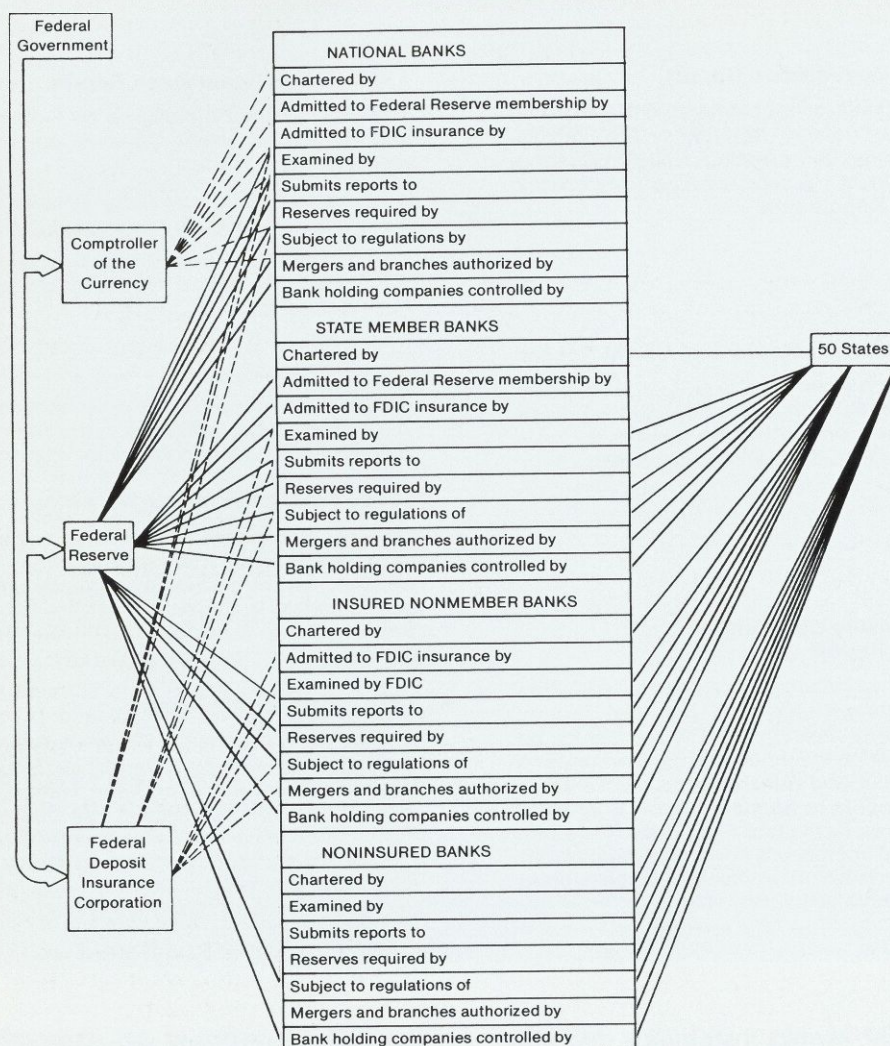 Federal
Government
NATIONAL BANKS
Chartered by
Admitted to Federal Reserve membership by
Admitted to FDIC insurance by
Examined by
Submits reports to
Reserves required by
Subject to regulations by
Mergers and branches authorized by
Bank holding companies controlled by
Comptroller
of the
Currency
STATE MEMBER BANKS
Chartered by
Admitted to Federal Reserve membership by
Admitted to FDIC insurance by
Examined by
Submits reports to
Reserves required by
Subject to regulations of
Mergers and branches authorized by
Bank holding companies controlled by
50 States
Federal
Reserve
INSURED NONMEMBER BANKS
Chartered by
Admitted to FDIC insurance by
Examined by FDIC
Submits reports to
Reserves required by
Subject to regulations of
Mergers and branches authorized by
Bank holding companies controlled by
Federal
Deposit
Insurance
Corporation
NONINSURED BANKS
Chartered by
Examined by
Submits reports to
Reserves required by
Subject to regulations of
Mergers and branches authorized by
Bank holding companies controlled by